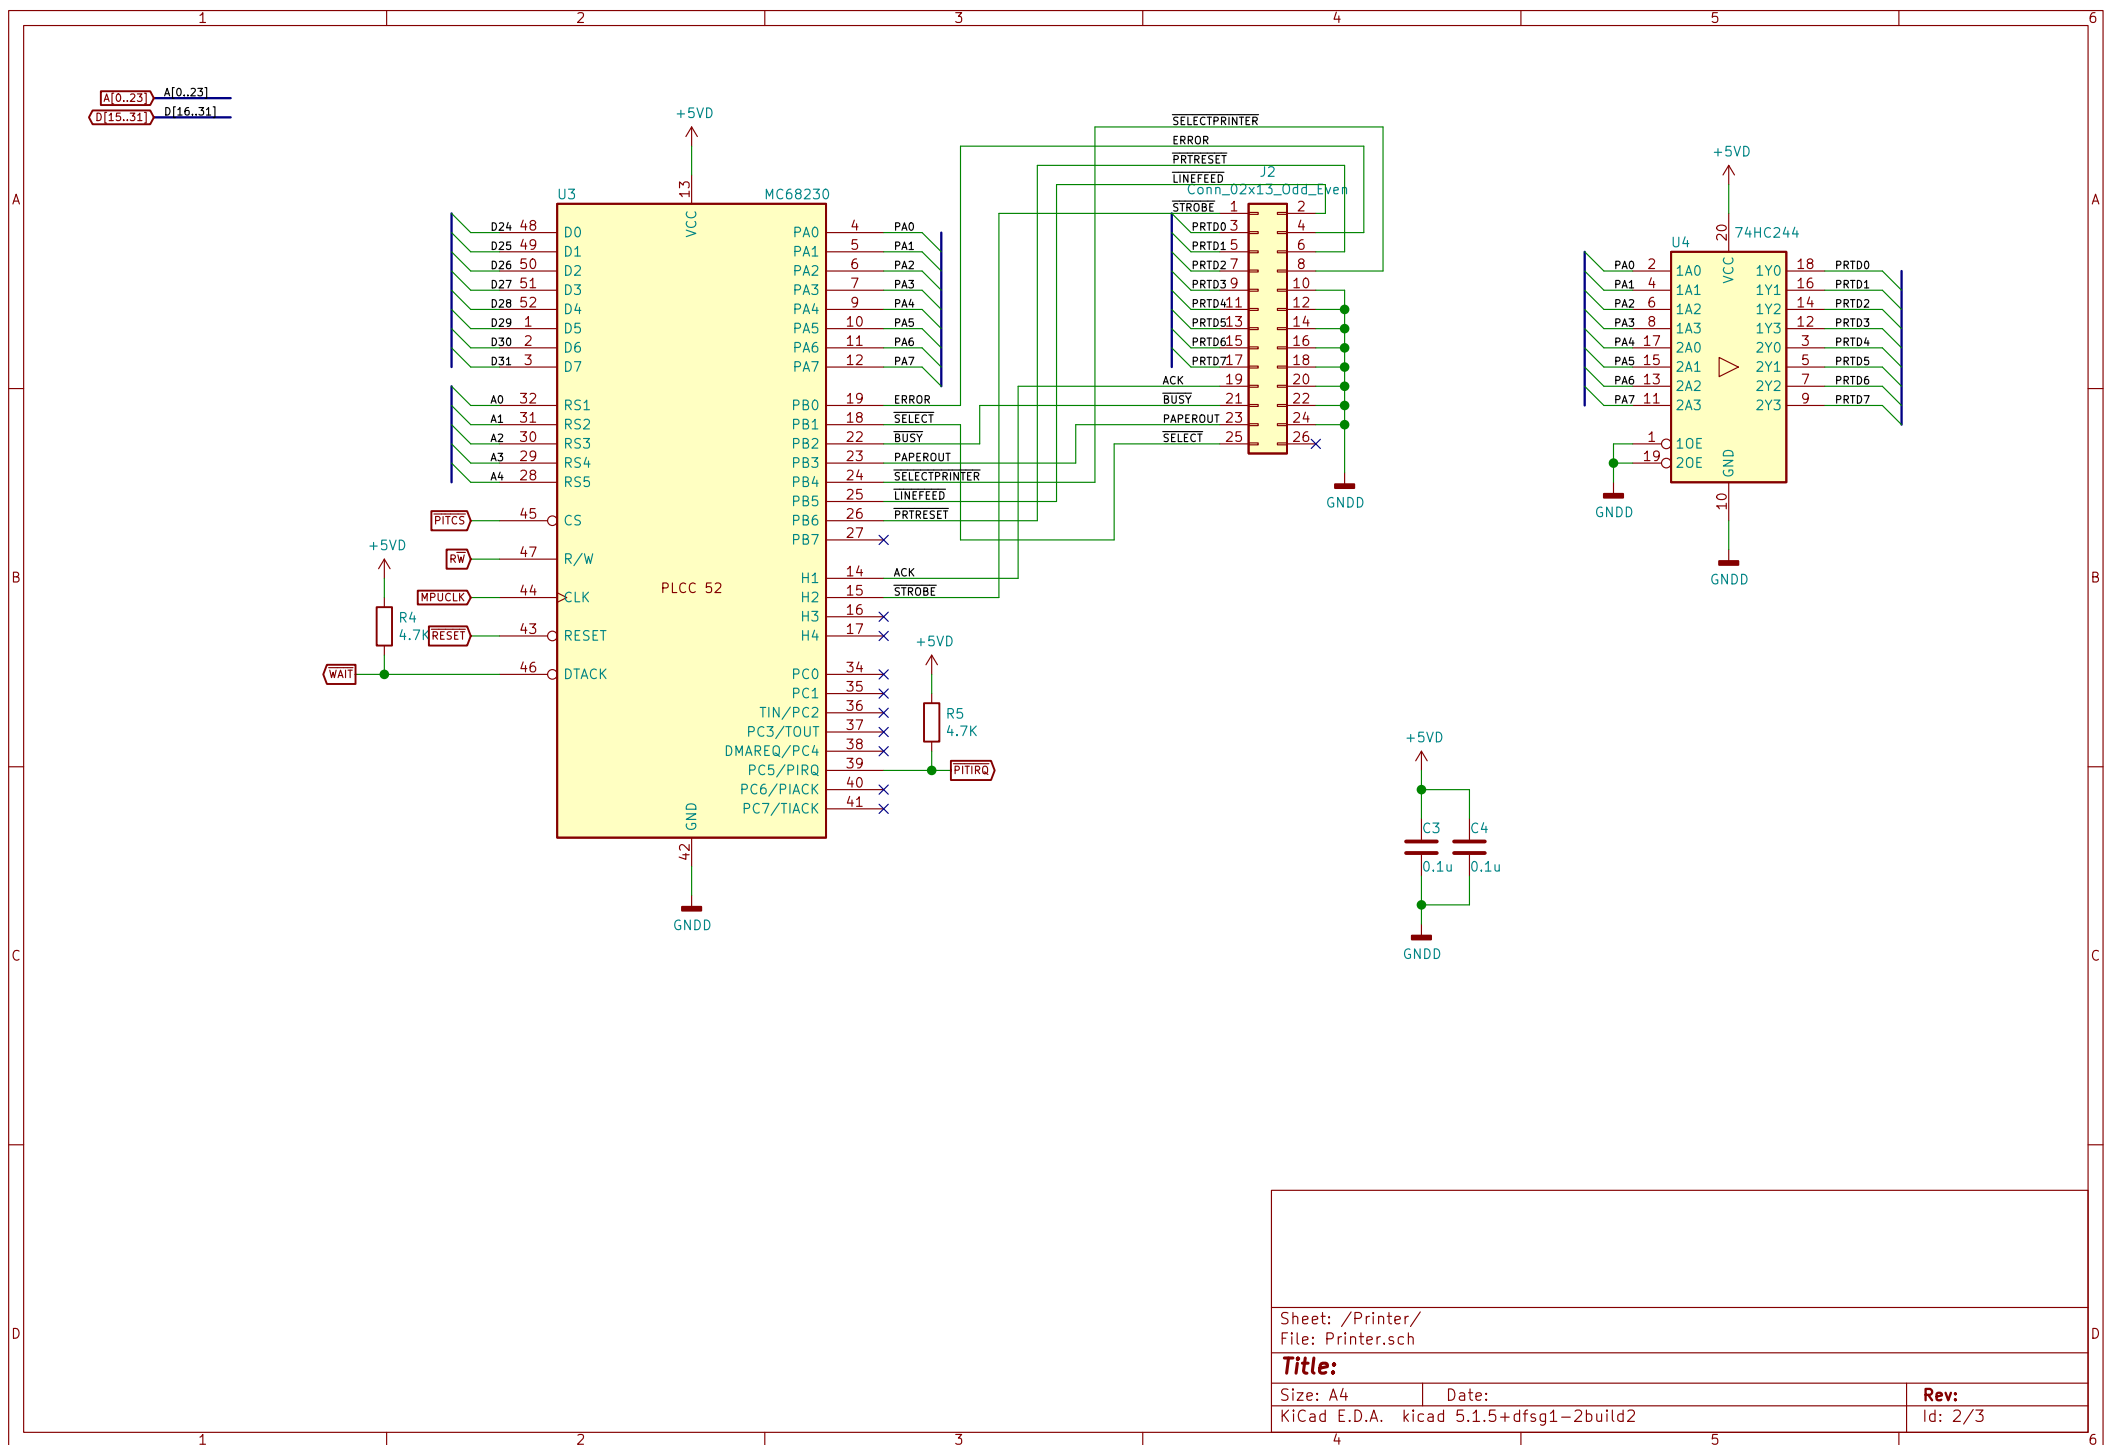 1 2 3 4 5 6
A[0..23] A[0..23]
D[15..31] D[16..31]
A A
B B
C C
D D
+5VD
13
U3 MC68230
VCC
D24 48 D0
D25 49 D1
D26 50 D2
D27 51 D3
D28 52 D4
D29 1 D5
D30 2 D6
D31 3 D7
A0 32 RS1
A1 31 RS2
A2 30 RS3
A3 29 RS4
A4 28 RS5
PITCS 45 CS
RW 47 R/W
MPUCLK 44 CLK
RESET 43 RESET
WAIT 46 DTACK
+5VD
R4
4.7K
PLCC 52
PA0 4 PA0
PA1 5 PA1
PA2 6 PA2
PA3 7 PA3
PA4 9 PA4
PA5 10 PA5
PA6 11 PA6
PA7 12 PA7
PB0 19 ERROR
PB1 18 SELECT
PB2 22 BUSY
PB3 23 PAPEROUT
PB4 24 SELECTPRINTER
PB5 25 LINEFEED
PB6 26 PRTRESET
PB7 27
H1 14 ACK
H2 15 STROBE
H3 16
H4 17
PC0 34
PC1 35
TIN/PC2 36
PC3/TOUT 37
DMAREQ/PC4 38
PC5/PIRQ 39 PITIRQ
PC6/PIACK 40
PC7/TIACK 41
+5VD
R5
4.7K
GND
42
GNDD
SELECTPRINTER
ERROR
PRTRESET
LINEFEED
J2
Conn_02x13_Odd_Even
STROBE 1 2
PRTD0 3 4
PRTD1 5 6
PRTD2 7 8
PRTD3 9 10
PRTD4 11 12
PRTD5 13 14
PRTD6 15 16
PRTD7 17 18
ACK 19 20
BUSY 21 22
PAPEROUT 23 24
SELECT 25 26
GNDD
+5VD
20
U4 74HC244
VCC
PA0 2 1A0 1Y0 18 PRTD0
PA1 4 1A1 1Y1 16 PRTD1
PA2 6 1A2 1Y2 14 PRTD2
PA3 8 1A3 1Y3 12 PRTD3
PA4 17 2A0 2Y0 3 PRTD4
PA5 15 2A1 2Y1 5 PRTD5
PA6 13 2A2 2Y2 7 PRTD6
PA7 11 2A3 2Y3 9 PRTD7
1 1OE
19 2OE
GND
10
GNDD
GNDD
+5VD
C3 C4
0.1u 0.1u
GNDD
Sheet: /Printer/
File: Printer.sch
Title:
Size: A4 Date: Rev:
KiCad E.D.A. kicad 5.1.5+dfsg1-2build2 Id: 2/3
1 2 3 4 5 6